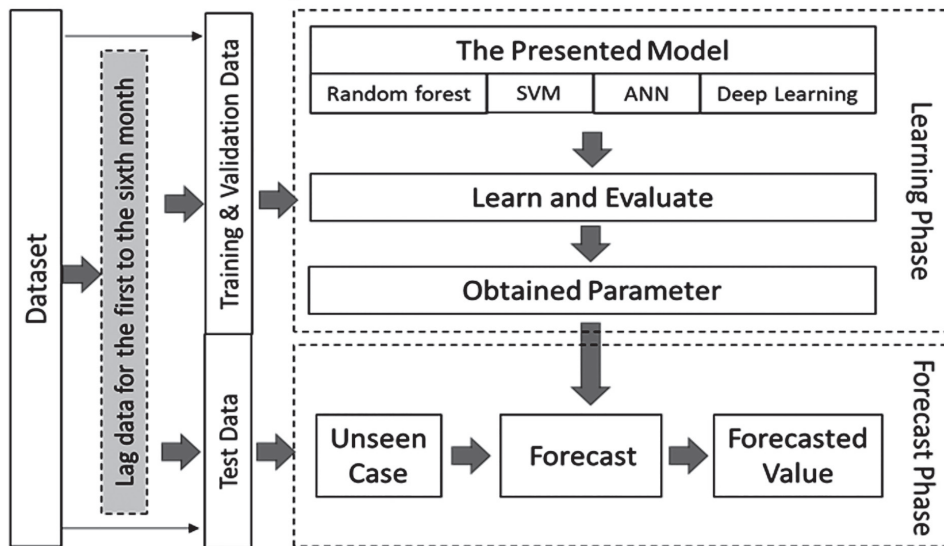 Dataset
Lag data for the first to the sixth month
Training & Validation Data
Test Data
The Presented Model
Random forest
SVM
ANN
Deep Learning
Learn and Evaluate
Obtained Parameter
Learning Phase
Unseen
Case
Forecast
Forecasted
Value
Forecast Phase